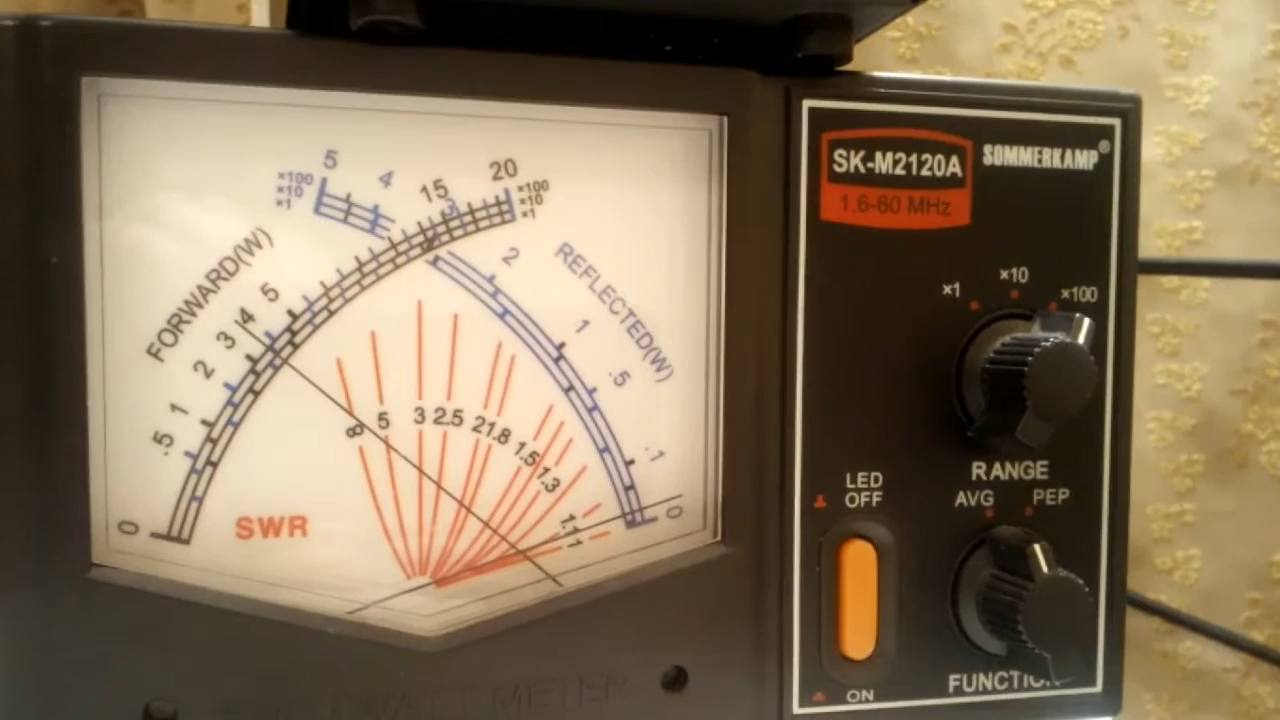 5
4
×100
×10
×1
15
3
20
×100
×10
×1
FORWARD(W)
REFLECTED(W)
.5
1
2
3
4
5
2
1
.5
.1
0
0
8
5
3
2.5
2
1.8
1.5
1.3
1.1
1
SWR
SK-M2120A
1.6-60 MHz
SOMMERKAMP®
×1
×10
×100
RANGE
LED
OFF
AVG
PEP
ON
FUNCTION